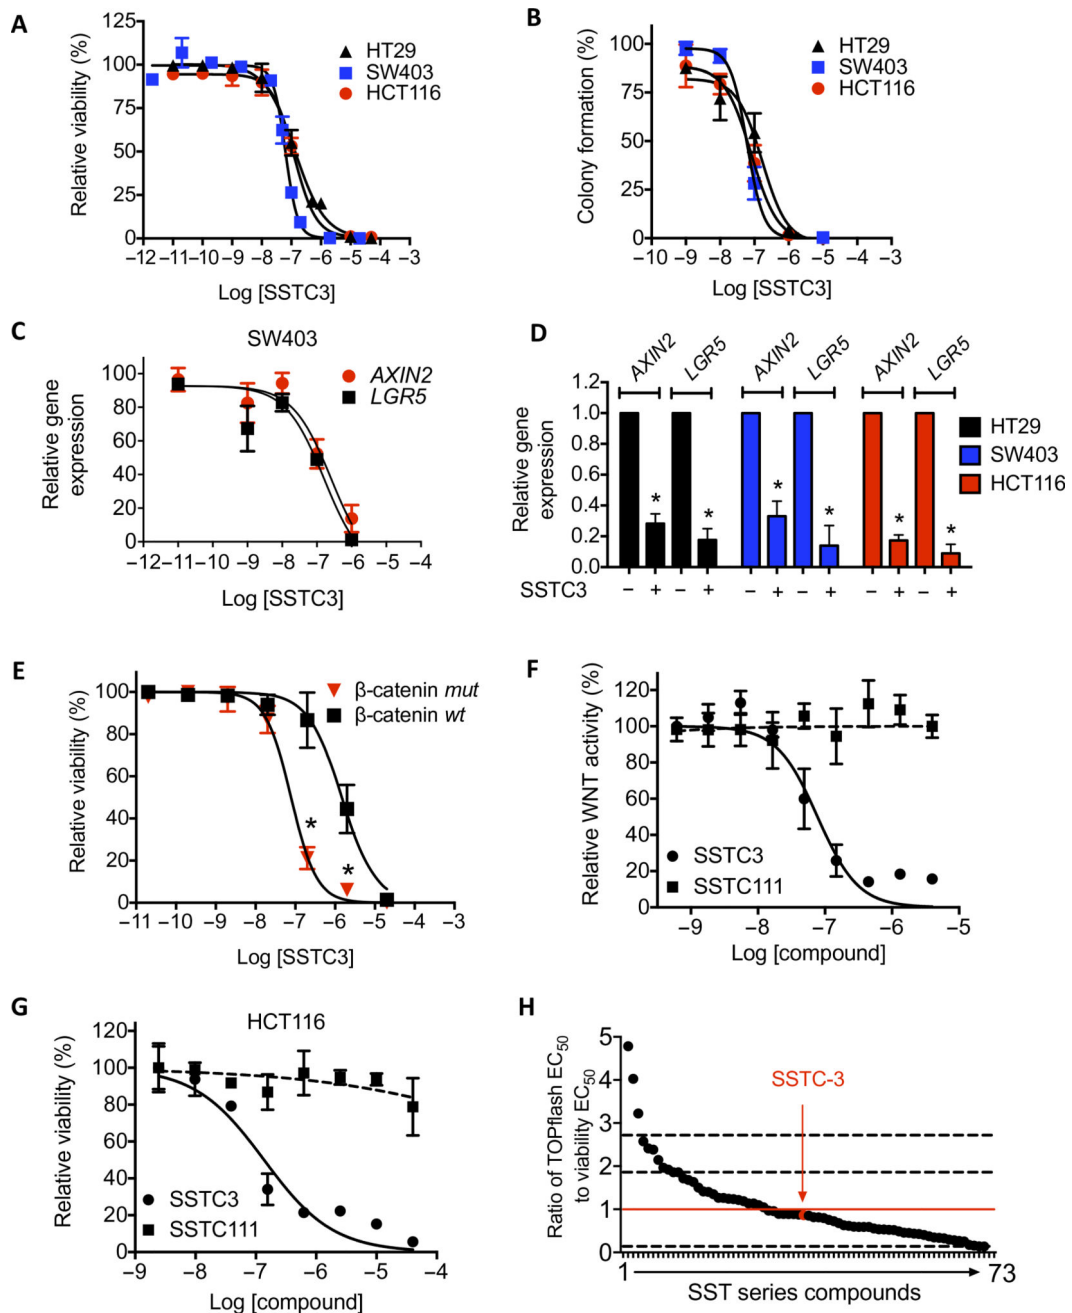 A
Relative viability (%)
125
100
75
50
25
0
HT29
SW403
HCT116
−12 −11 −10 −9 −8 −7 −6 −5 −4 −3
Log [SSTC3]
B
Colony formation (%)
100
75
50
25
0
HT29
SW403
HCT116
−10 −9 −8 −7 −6 −5 −4 −3
Log [SSTC3]
C
SW403
Relative gene
expression
100
80
60
40
20
0
AXIN2
LGR5
−12 −11 −10 −9 −8 −7 −6 −5 −4 −3
Log [SSTC3]
D
AXIN2 LGR5 AXIN2 LGR5 AXIN2 LGR5
Relative gene
expression
1.2
1.0
0.8
0.6
0.4
0.2
0.0
* * * * * *
HT29
SW403
HCT116
SSTC3 − + − + − + − + − + − +
E
Relative viability (%)
100
80
60
40
20
0
β-catenin mut
β-catenin wt
* *
−11 −10 −9 −8 −7 −6 −5 −4 −3
Log [SSTC3]
F
Relative WNT activity (%)
120
100
80
60
40
20
0
SSTC3
SSTC111
−9 −8 −7 −6 −5
Log [compound]
G
HCT116
Relative viability (%)
120
100
80
60
40
20
0
SSTC3
SSTC111
−9 −8 −7 −6 −5 −4
Log [compound]
H
Ratio of TOPflash EC50
to viability EC50
5
4
3
2
1
0
SSTC-3
1 73
SST series compounds